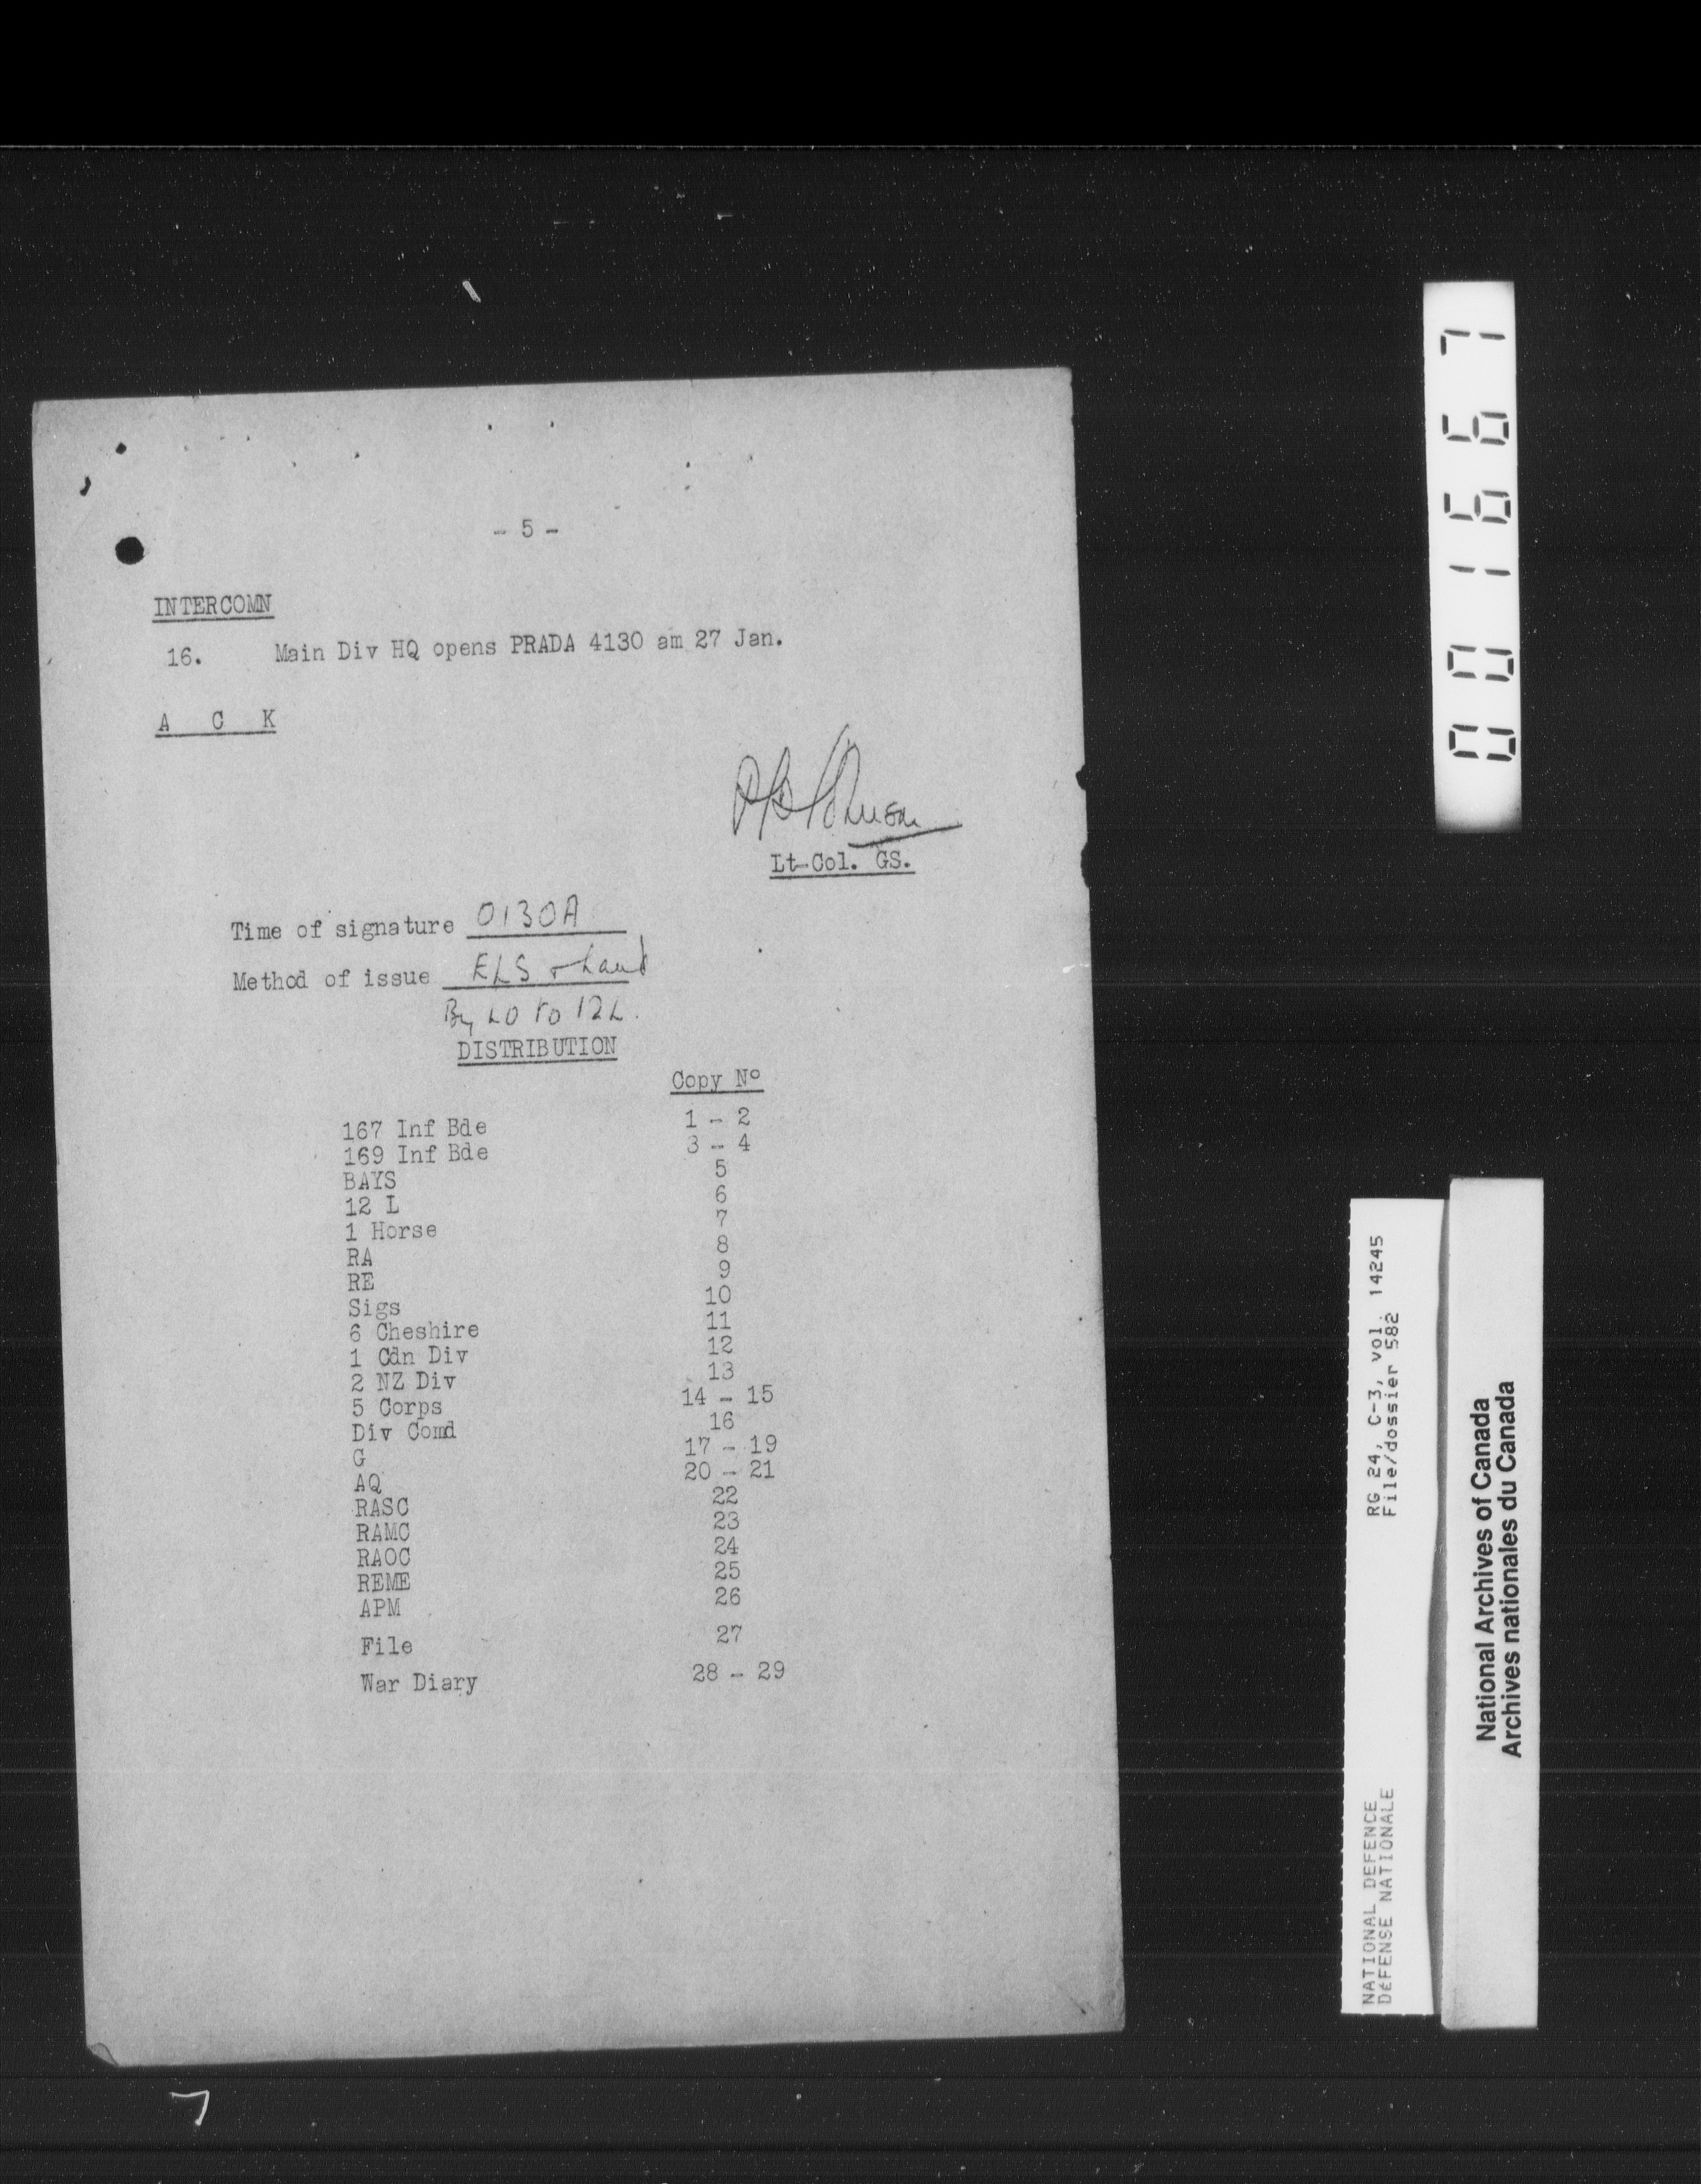 - 5 -
INTERCOMN
16. Main Div HQ opens PRADA 4130 am 27 Jan.
A C K
Lt-Col. GS.
Time of signature 0130A
Method of issue ELS + hand
By LO to 12L.
DISTRIBUTION
Copy Nº
167 Inf Bde 1 - 2
169 Inf Bde 3 - 4
BAYS 5
12 L 6
1 Horse 7
RA 8
RE 9
Sigs 10
6 Cheshire 11
1 Cdn Div 12
2 NZ Div 13
5 Corps 14 - 15
Div Comd 16
G 17 - 19
AQ 20 - 21
RASC 22
RAMC 23
RAOC 24
REME 25
APM 26
File 27
War Diary 28 - 29
001667
RG 24, C-3, vol. 14245
File/dossier 582
NATIONAL DEFENCE
DÉFENSE NATIONALE
National Archives of Canada
Archives nationales du Canada